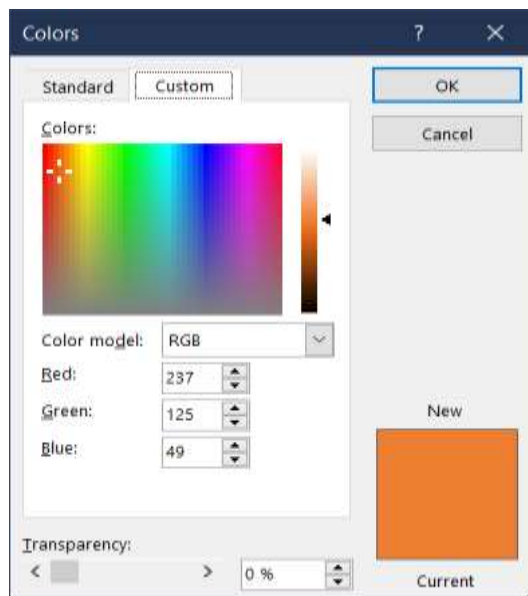 Colors ? ×
Standard Custom OK
Colors: Cancel
Color model: RGB
Red: 237
Green: 125 New
Blue: 49
Transparency:
< > 0 % Current